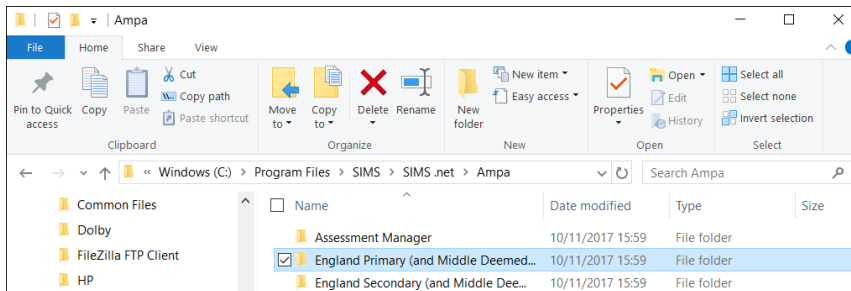 Ampa
File Home Share View
Pin to Quick access
Copy
Paste
Cut
Copy path
Paste shortcut
Clipboard
Move to
Copy to
Delete
Rename
Organize
New folder
New item
Easy access
New
Properties
Open
Edit
History
Open
Select all
Select none
Invert selection
Select
« Windows (C:) > Program Files > SIMS > SIMS .net > Ampa
Search Ampa
Common Files
Dolby
FileZilla FTP Client
HP
Name Date modified Type Size
Assessment Manager 10/11/2017 15:59 File folder
England Primary (and Middle Deemed... 10/11/2017 15:59 File folder
England Secondary (and Middle Dee... 10/11/2017 15:59 File folder